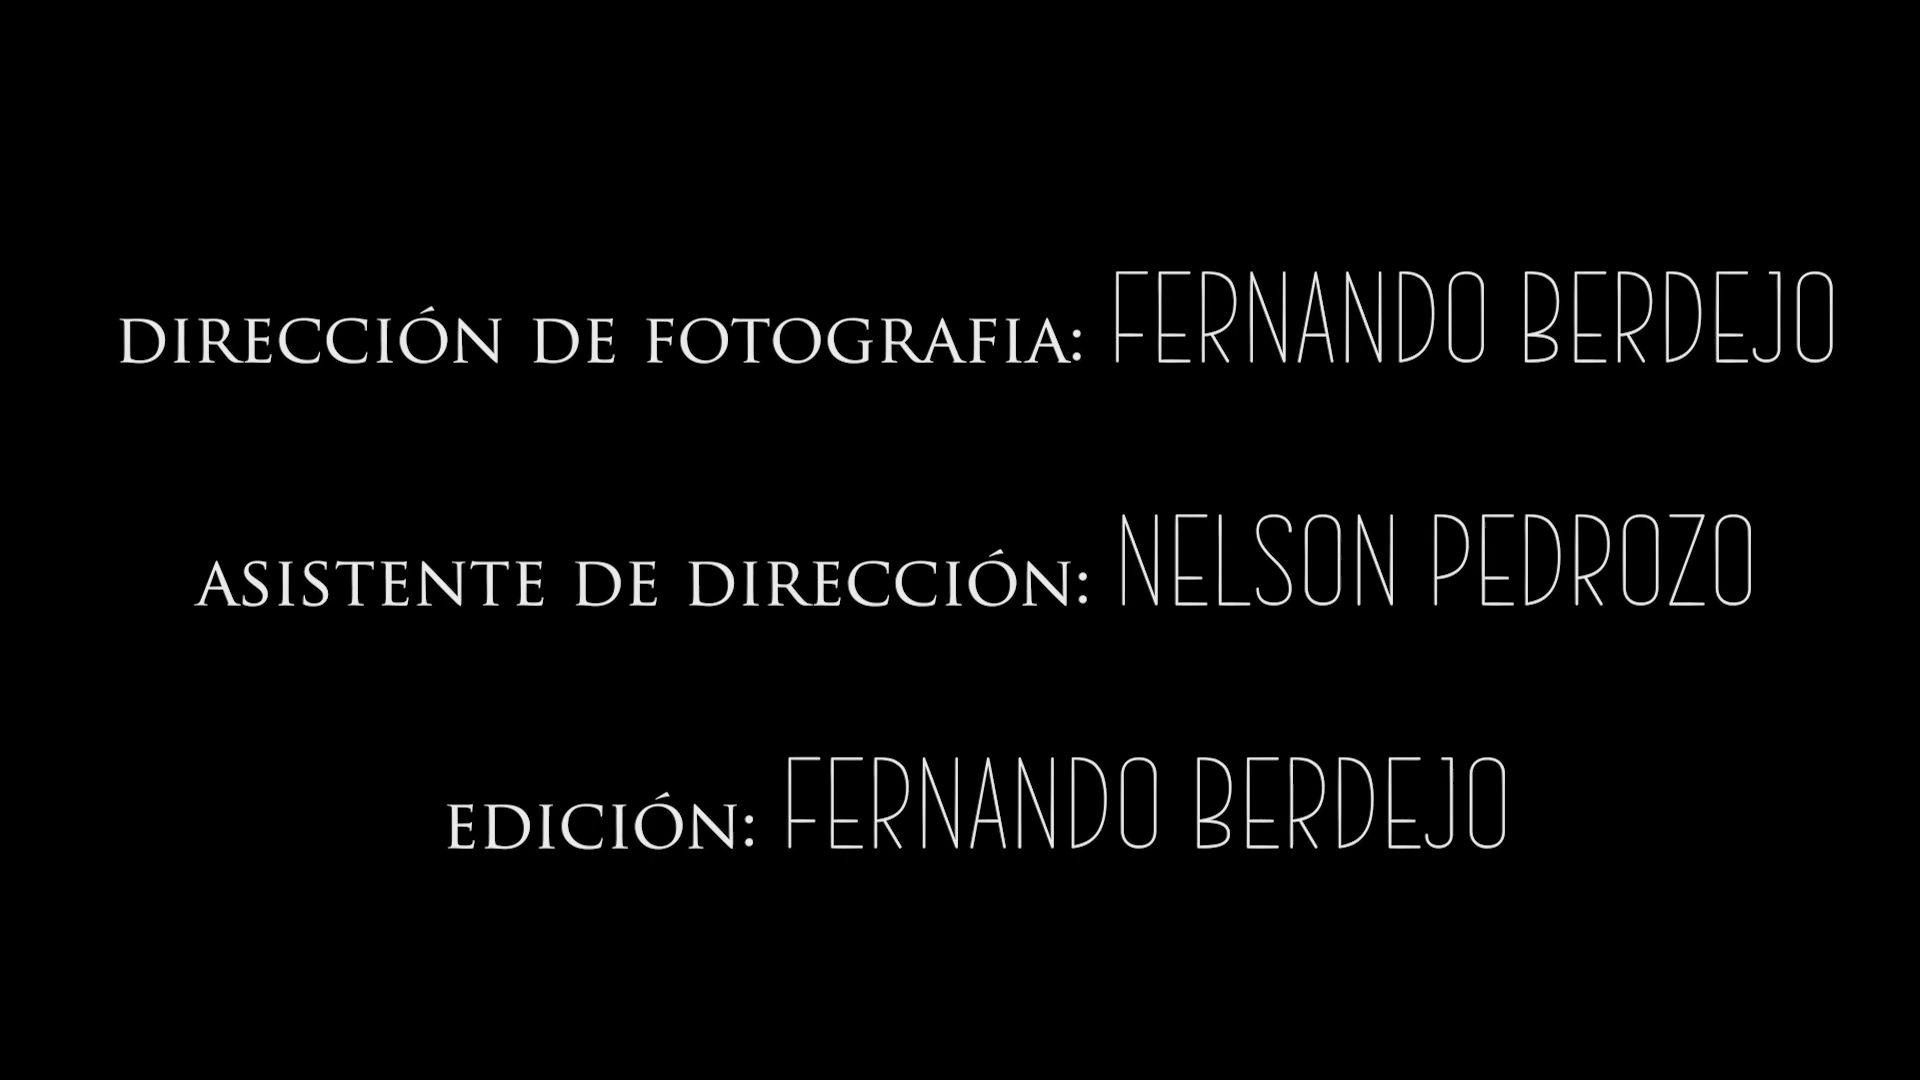 DIRECCIÓN DE FOTOGRAFIA: FERNANDO BERDEJO
ASISTENTE DE DIRECCIÓN: NELSON PEDROZO
EDICIÓN: FERNANDO BERDEJO